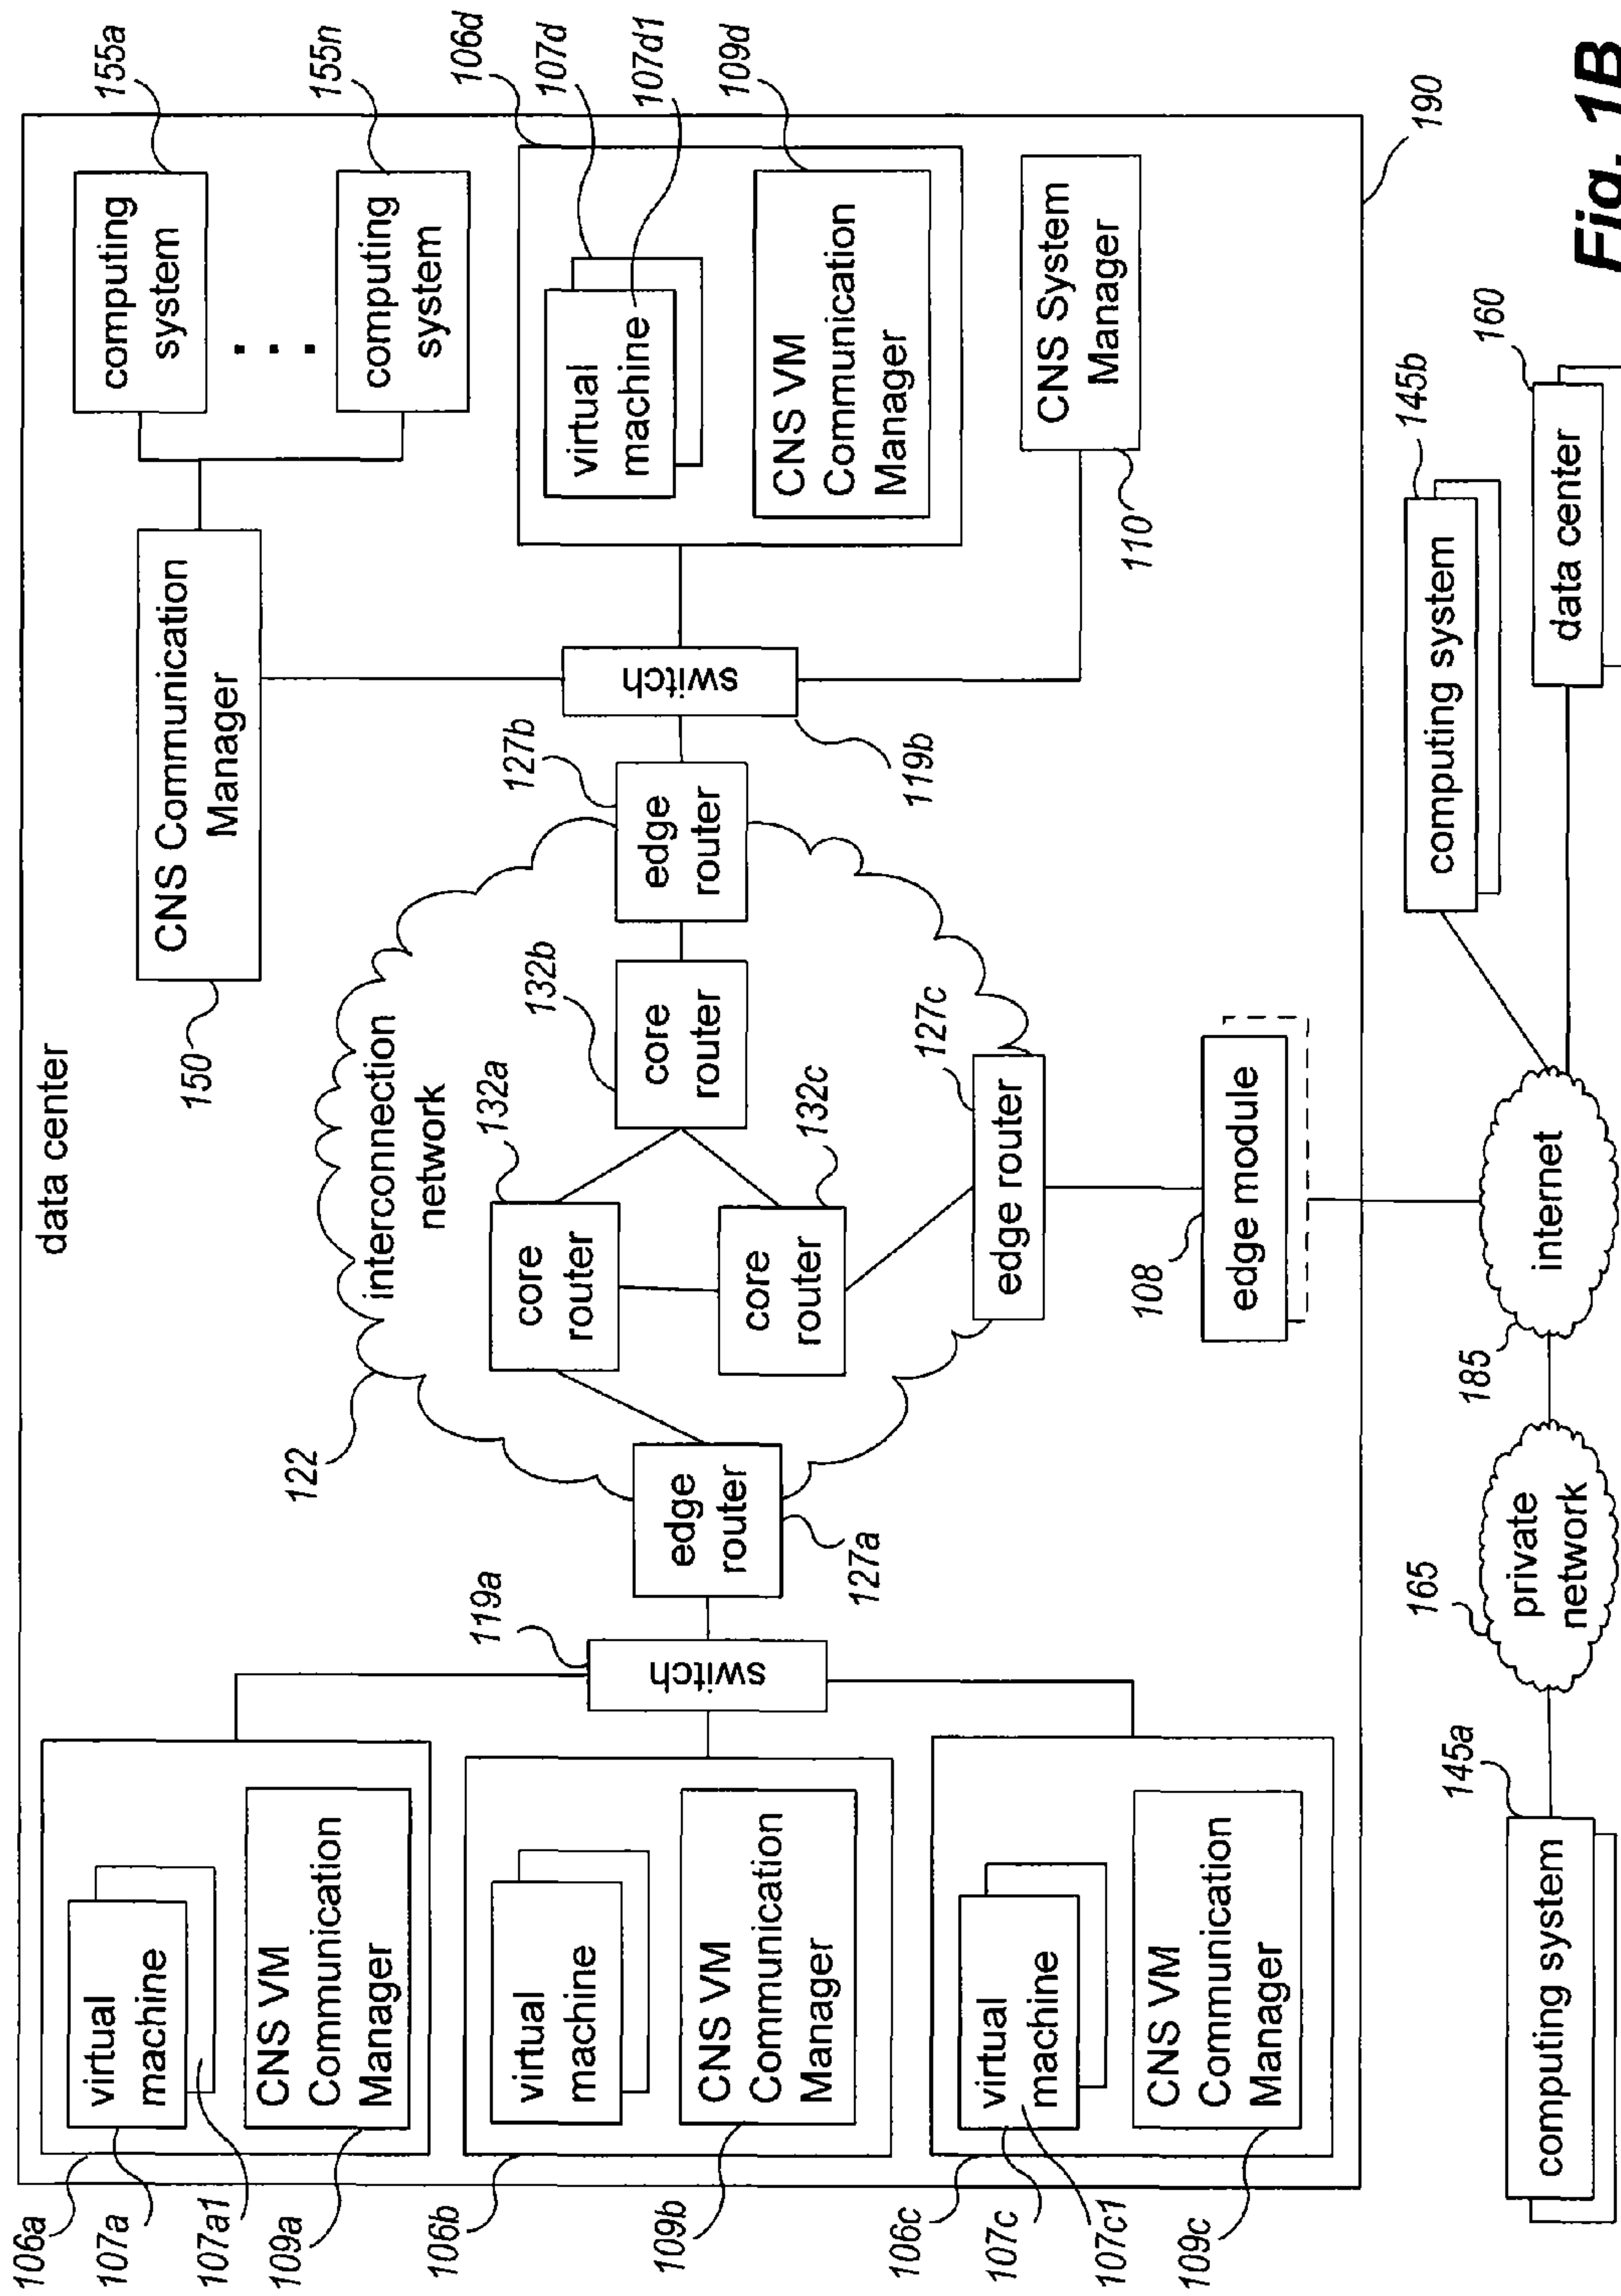 data center
106a
107a
107a1
109a
virtual
machine
CNS VM
Communication
Manager
106b
109b
virtual
machine
CNS VM
Communication
Manager
106c
107c
107c1
109c
virtual
machine
CNS VM
Communication
Manager
119a
switch
122
interconnection
network
edge
router
127a
132a
core
router
132b
core
router
132c
core
router
127b
edge
router
127c
edge router
108
edge module
119b
switch
150
CNS Communication
Manager
155a
computing
system
...
155n
computing
system
106d
107d
107d1
109d
virtual
machine
CNS VM
Communication
Manager
110
CNS System
Manager
190
145a
computing system
165
private
network
185
internet
145b
computing system
160
data center
Fig. 1B